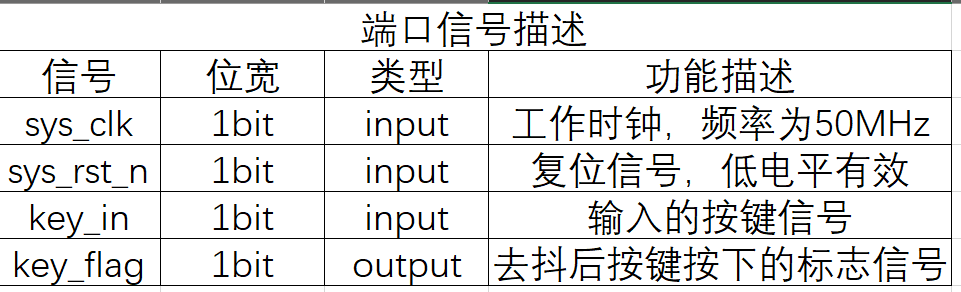 端口信号描述
信号 位宽 类型 功能描述
sys_clk 1bit input 工作时钟，频率为50MHz
sys_rst_n 1bit input 复位信号，低电平有效
key_in 1bit input 输入的按键信号
key_flag 1bit output 去抖后按键按下的标志信号